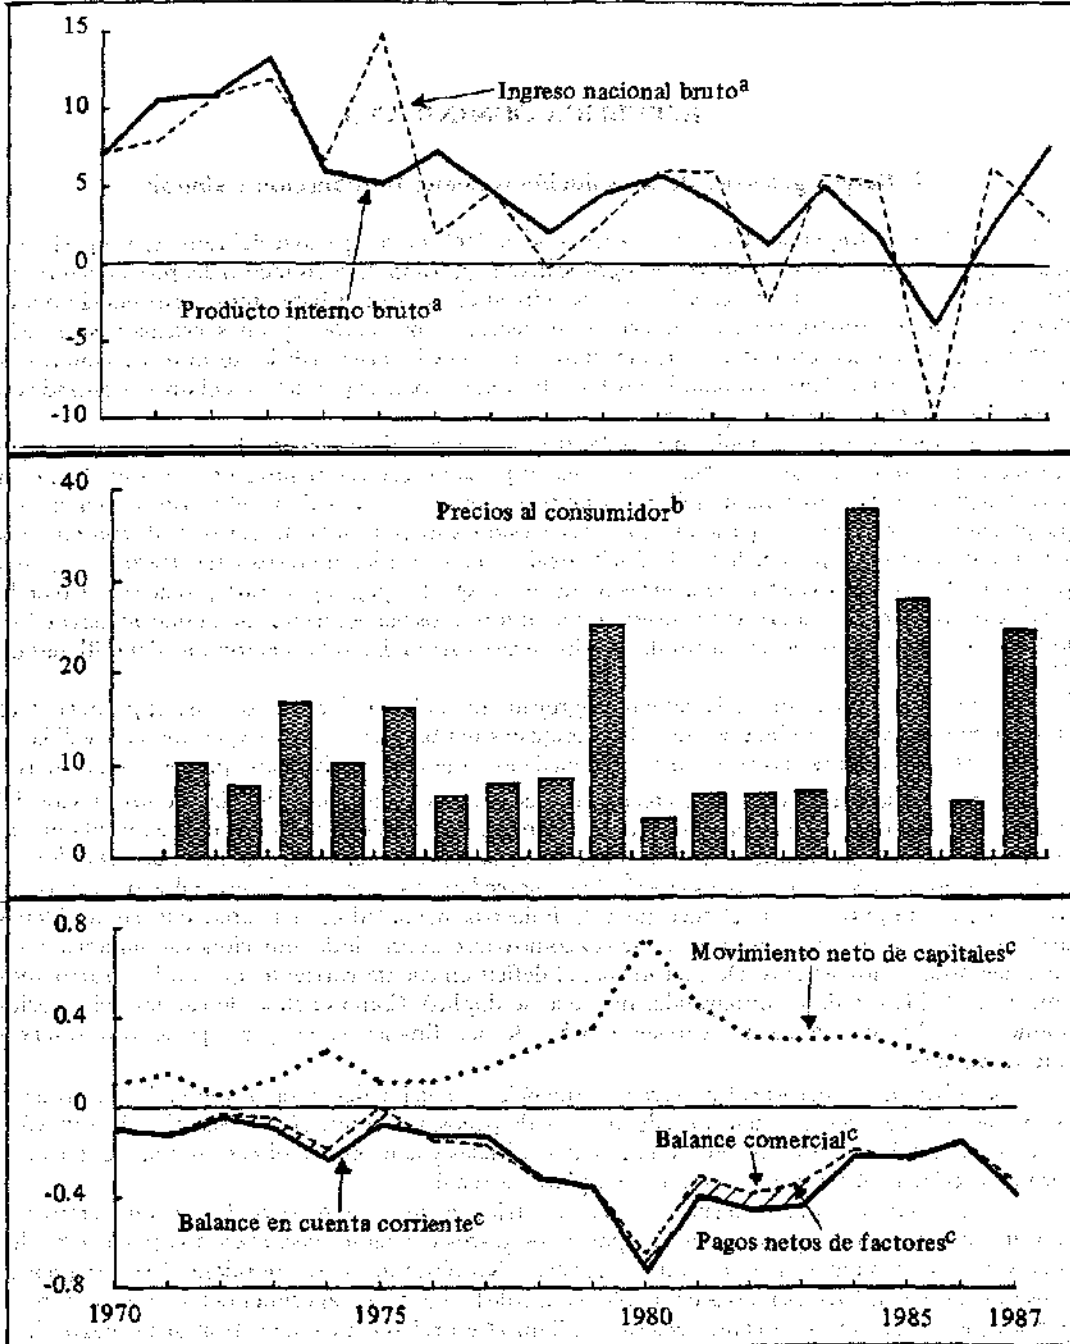 15
Ingreso nacional bruto^a
10
5
0
Producto interno bruto^a
-5
-10
40
Precios al consumidor^b
30
20
10
0
0.8
Movimiento neto de capitales^c
0.4
0
Balance comercial^c
-0.4
Balance en cuenta corriente^c
Pagos netos de factores^c
-0.8
1970 1975 1980 1985 1987